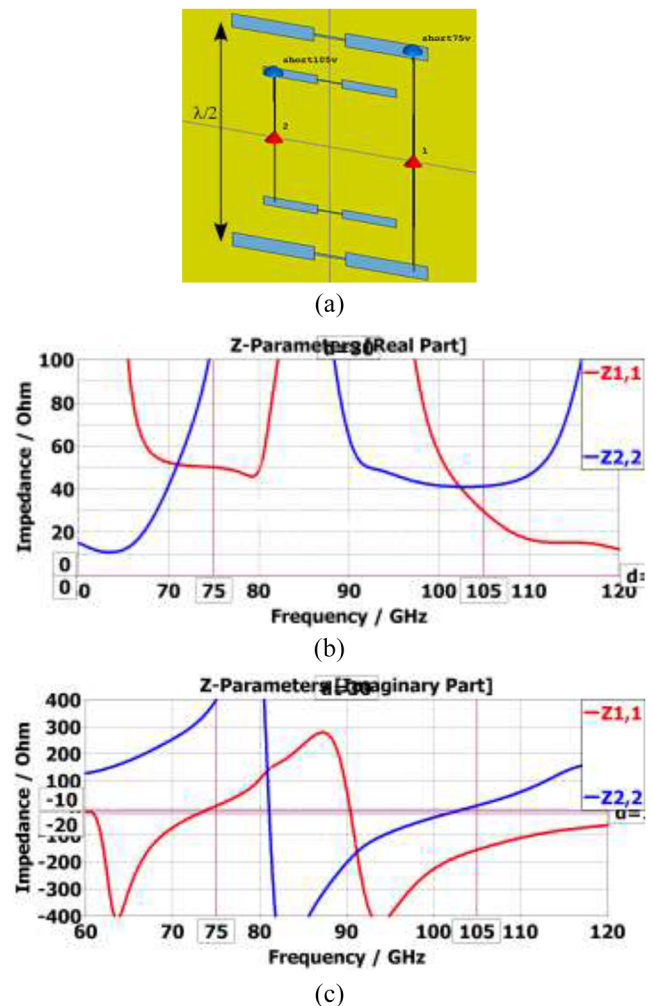 short75v
short105v
λ/2
2
1
(a)
Z-Parameters [Real Part]
100
Z1,1
80
60
Z2,2
40
20
0
0
70
75
80
90
100
105
110
120
Impedance / Ohm
Frequency / GHz
(b)
Z-Parameters [Imaginary Part]
400
Z1,1
300
200
100
-10
Z2,2
-20
-100
-200
-300
-400
60
70
75
80
90
100
105
110
120
Impedance / Ohm
Frequency / GHz
(c)